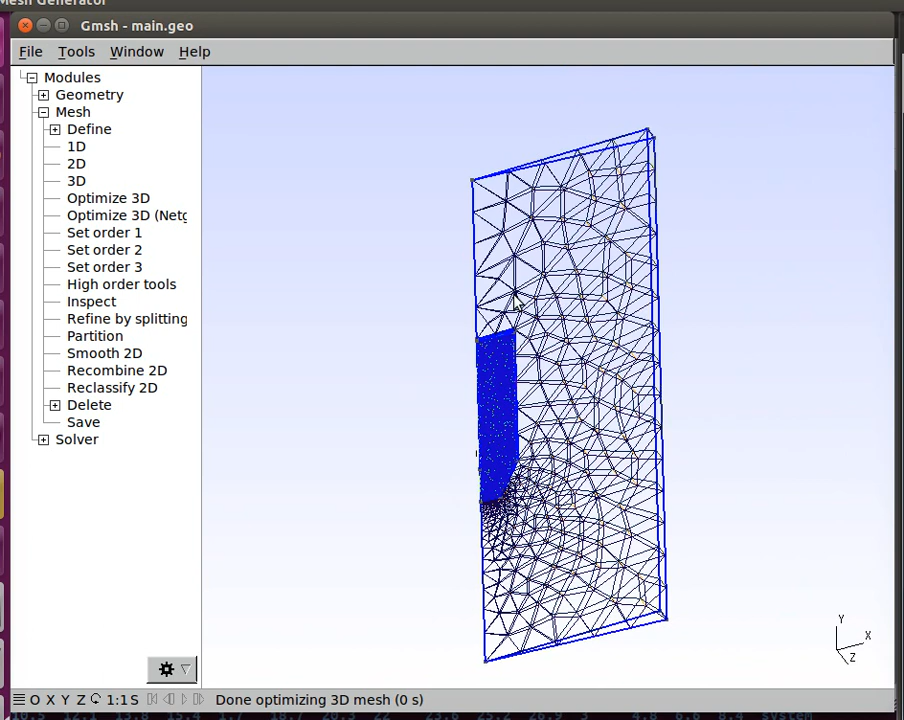 Mesh Generator
Gmsh - main.geo
File Tools Window Help
Modules
Geometry
Mesh
Define
1D
2D
3D
Optimize 3D
Optimize 3D (Netg
Set order 1
Set order 2
Set order 3
High order tools
Inspect
Refine by splitting
Partition
Smooth 2D
Recombine 2D
Reclassify 2D
Delete
Save
Solver
Y
X
Z
O X Y Z 1:1 S Done optimizing 3D mesh (0 s)